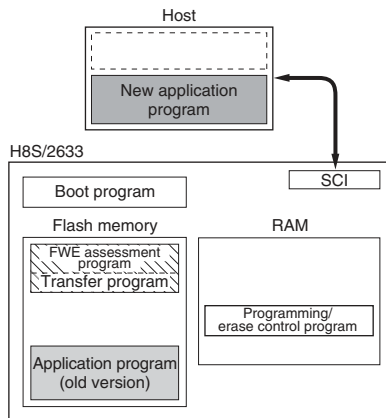 Host
New application
program
H8S/2633
SCI
Boot program
Flash memory
RAM
FWE assessment
program
Transfer program
Programming/
erase control program
Application program
(old version)